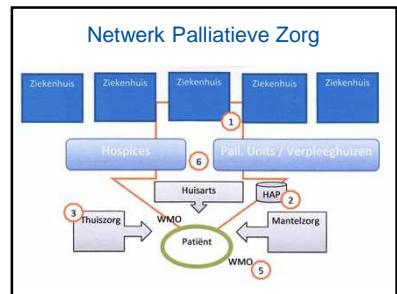 Netwerk Palliatieve Zorg
Ziekenhuis Ziekenhuis Ziekenhuis Ziekenhuis Ziekenhuis
1
Hospices Pall. Units / Verpleeghuizen
6
Huisarts HAP
2
3 Thuiszorg WMO Mantelzorg
Patiënt
WMO 5